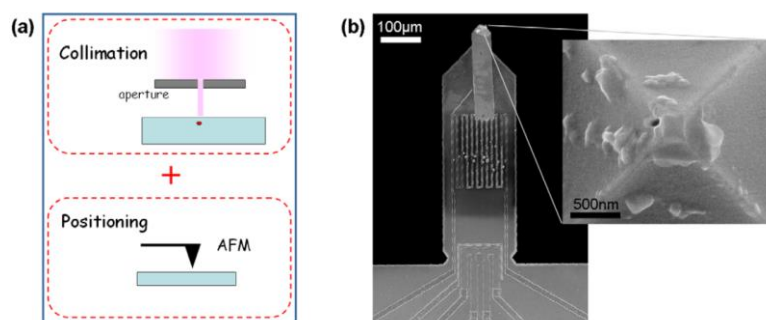 (a)
Collimation
aperture
+
Positioning
AFM
(b)
100µm
500nm